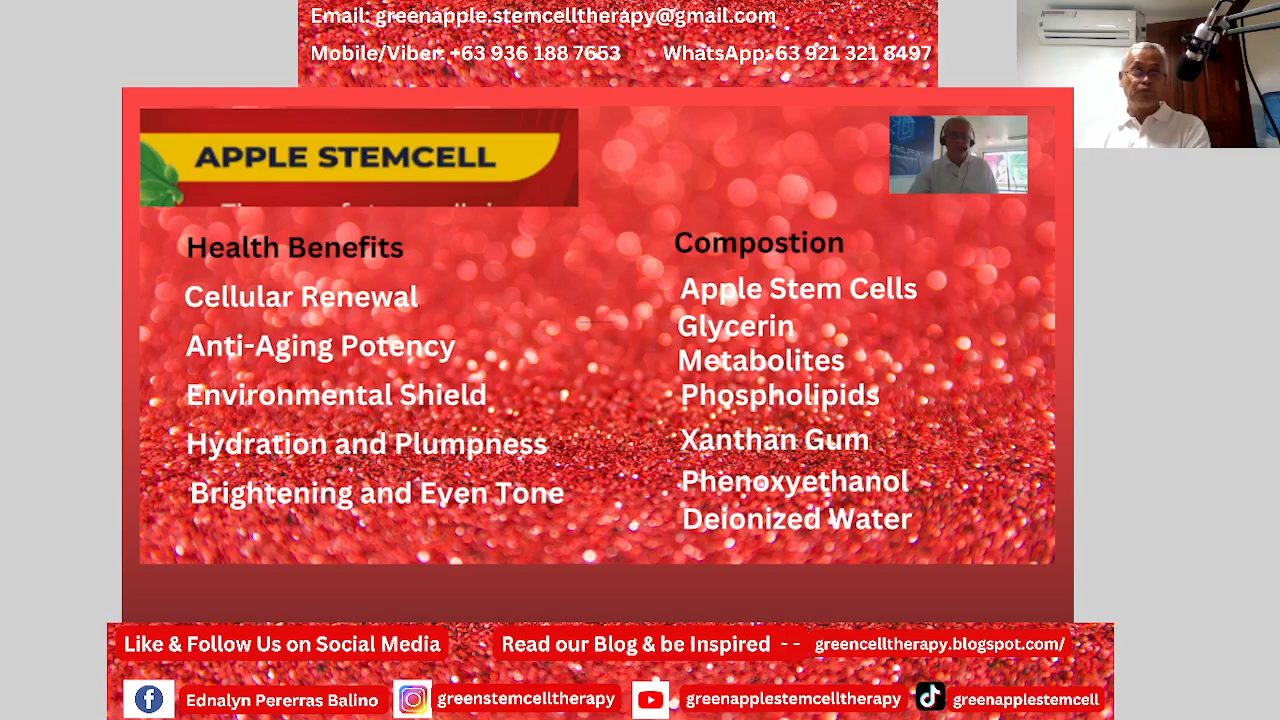 Email: greenapple.stemcelltherapy@gmail.com
Mobile/Viber: +63 936 188 7653 WhatsApp: 63 921 321 8497
APPLE STEMCELL
Health Benefits
Cellular Renewal
Anti-Aging Potency
Environmental Shield
Hydration and Plumpness
Brightening and Even Tone
Compostion
Apple Stem Cells
Glycerin
Metabolites
Phospholipids
Xanthan Gum
Phenoxyethanol
Deionized Water
Like & Follow Us on Social Media
Read our Blog & be Inspired - - greencelltherapy.blogspot.com/
Ednalyn Pererras Balino
greenstemcelltherapy
greenapplestemcelltherapy
greenapplestemcell